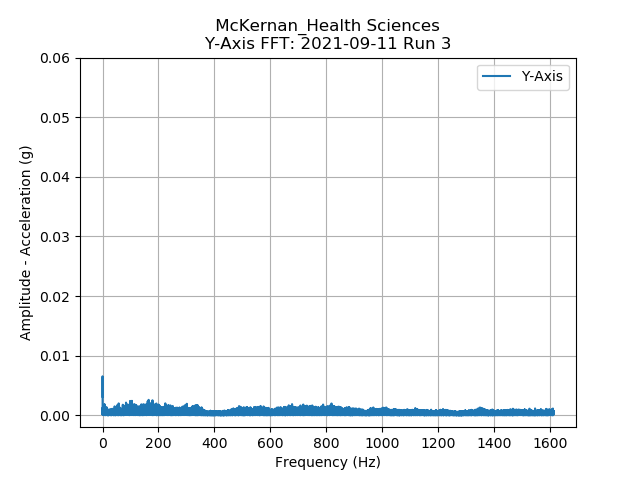 McKernan_Health Sciences
Y-Axis FFT: 2021-09-11 Run 3
Y-Axis
0.06
0.05
0.04
0.03
0.02
0.01
0.00
Amplitude - Acceleration (g)
0 200 400 600 800 1000 1200 1400 1600
Frequency (Hz)